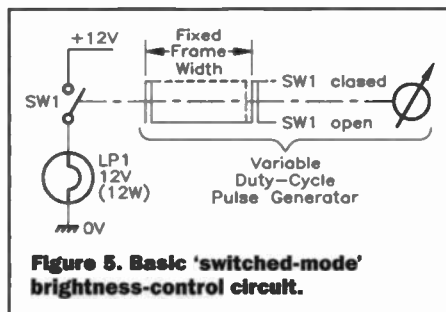 +12V
Fixed
Frame
Width
SW1 clased
SW1
SW1 open
LP1
12V
(12W)
Variable
Duty-Cycle
Pulse Generator
0V
Figure 5. Basic 'switched-mode'
brightness-control circuit.